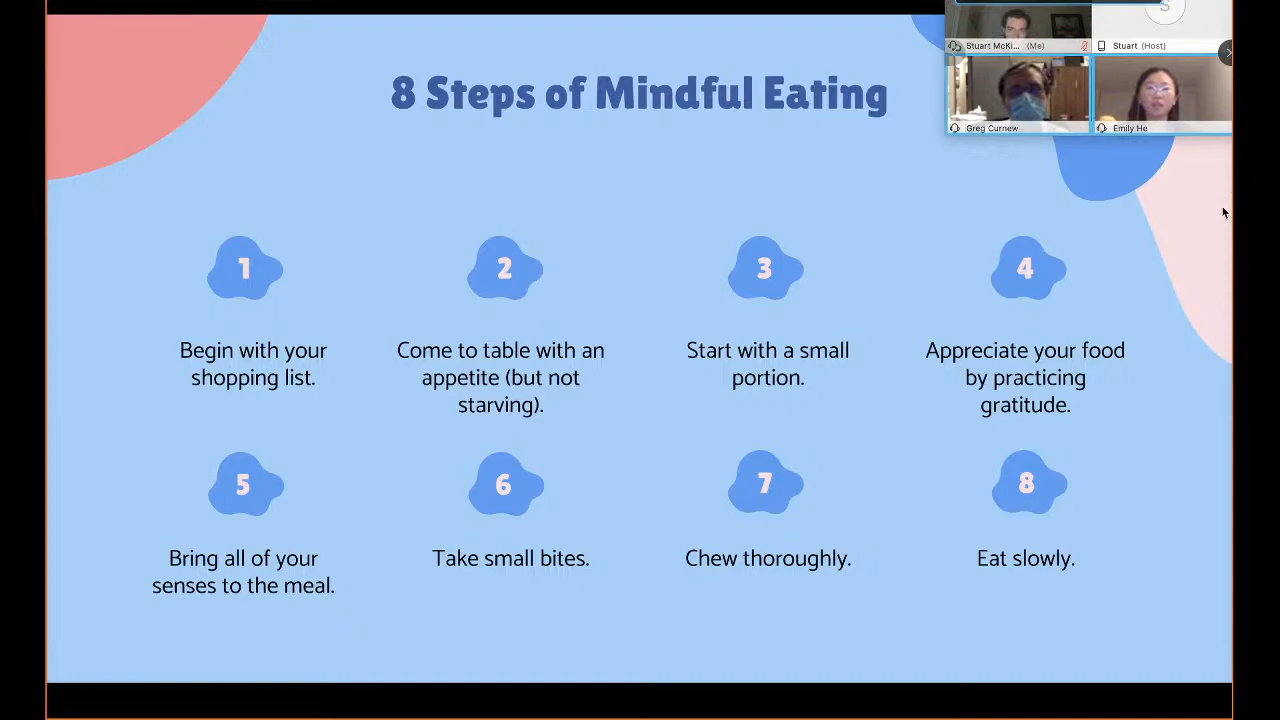 S
Stuart McKi... (Me)
Stuart (Host)
Greg Curnew
Emily He
8 Steps of Mindful Eating
1
Begin with your
shopping list.
2
Come to table with an
appetite (but not
starving).
3
Start with a small
portion.
4
Appreciate your food
by practicing
gratitude.
5
Bring all of your
senses to the meal.
6
Take small bites.
7
Chew thoroughly.
8
Eat slowly.